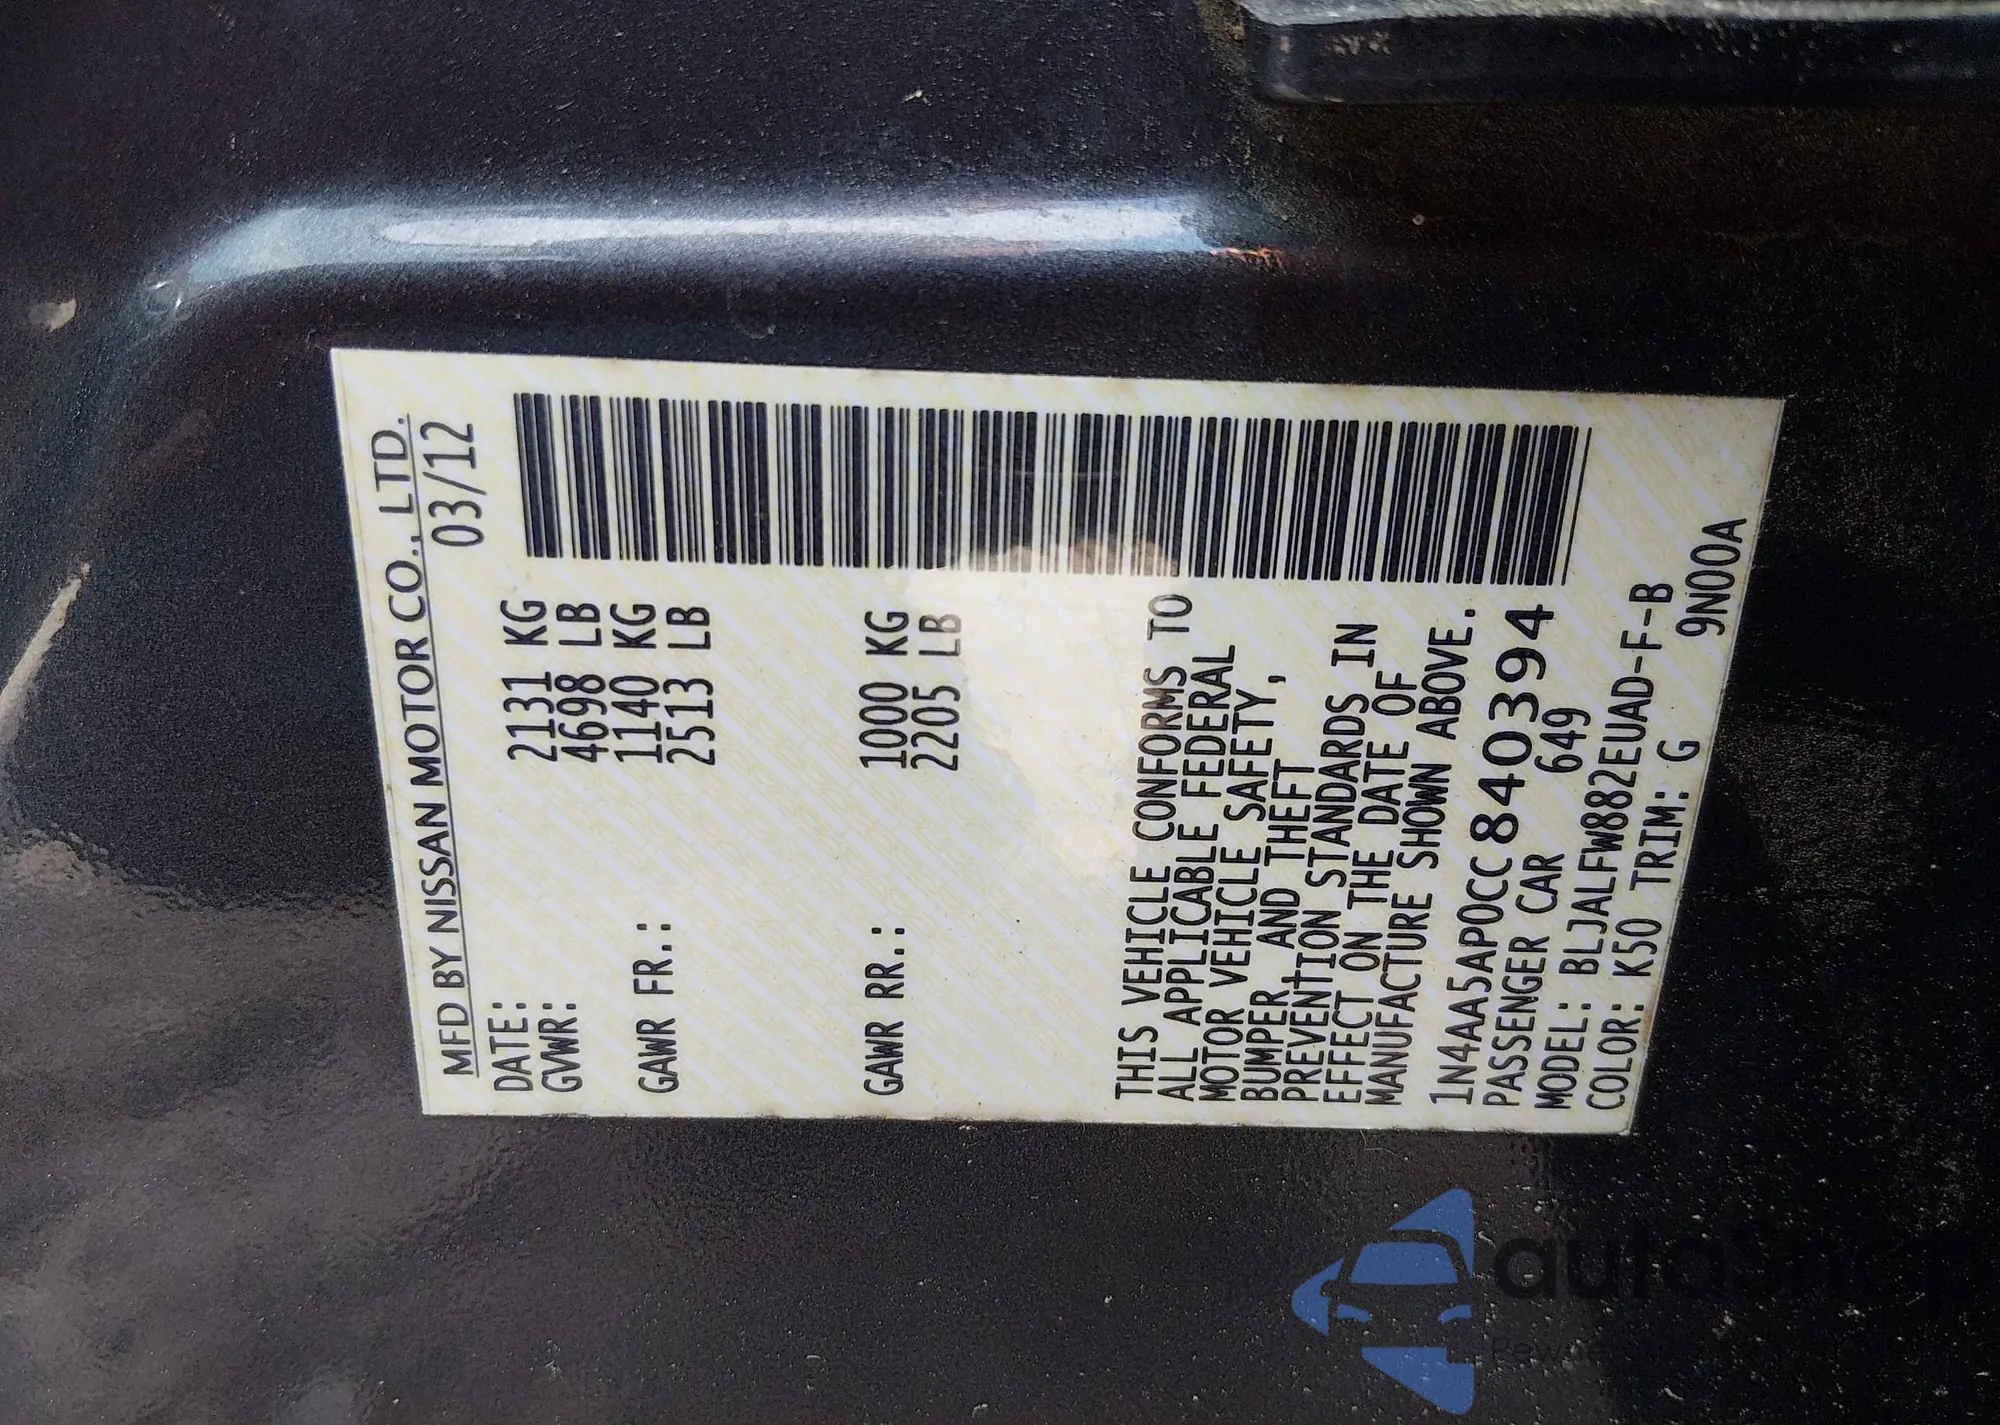 MFD BY NISSAN MOTOR CO., LTD.
DATE: 03/12
GVWR: 2131 KG
4698 LB
GAWR FR.: 1140 KG
2513 LB
GAWR RR.: 1000 KG
2205 LB
THIS VEHICLE CONFORMS TO
ALL APPLICABLE FEDERAL
MOTOR VEHICLE SAFETY,
BUMPER AND THEFT
PREVENTION STANDARDS IN
EFFECT ON THE DATE OF
MANUFACTURE SHOWN ABOVE.
1N4AA5AP0CC840394
PASSENGER CAR 649
MODEL: BLJALFW882EUAD-F-B
COLOR: K50 TRIM: G 9N00A